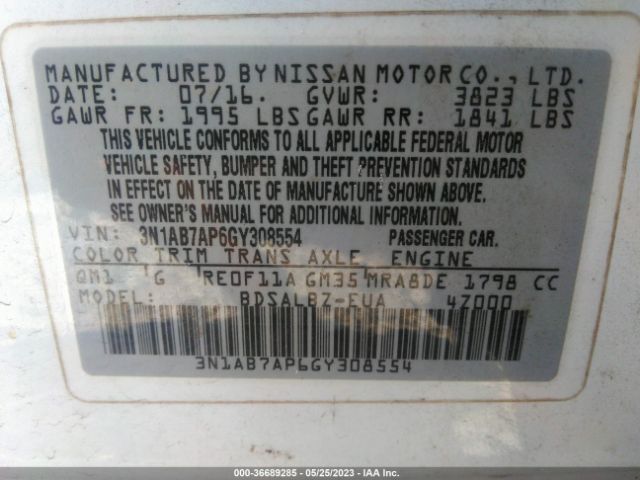 MANUFACTURED BY NISSAN MOTOR CO., LTD.
DATE: 07/16. GVWR: 3823 LBS
GAWR FR: 1995 LBS GAWR RR: 1841 LBS
THIS VEHICLE CONFORMS TO ALL APPLICABLE FEDERAL MOTOR
VEHICLE SAFETY, BUMPER AND THEFT PREVENTION STANDARDS
IN EFFECT ON THE DATE OF MANUFACTURE SHOWN ABOVE.
SEE OWNER'S MANUAL FOR ADDITIONAL INFORMATION.
VIN: 3N1AB7AP6GY308554 PASSENGER CAR.
COLOR TRIM TRANS AXLE ENGINE
QM1 G RE0F11A GM35 MRA8DE 1798 CC
MODEL: BDSALBZ-EUA 4Z000
3N1AB7AP6GY308554
000-36689285 - 05/25/2023 - IAA Inc.